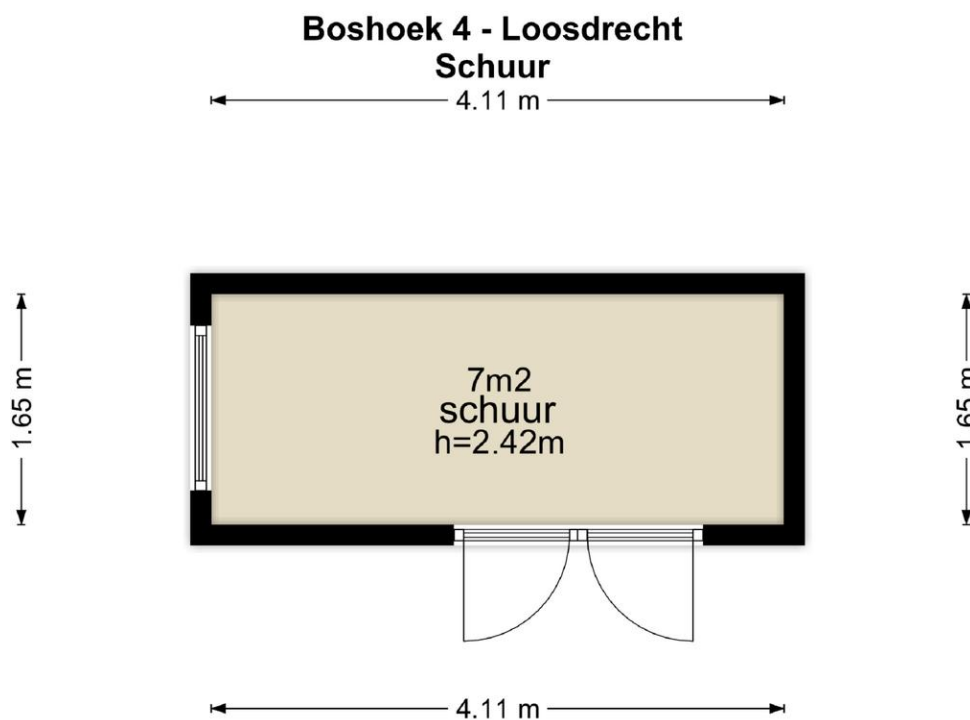 Boshoek 4 - Loosdrecht
Schuur
4.11 m
1.65 m
7m2
schuur
h=2.42m
1.65 m
4.11 m